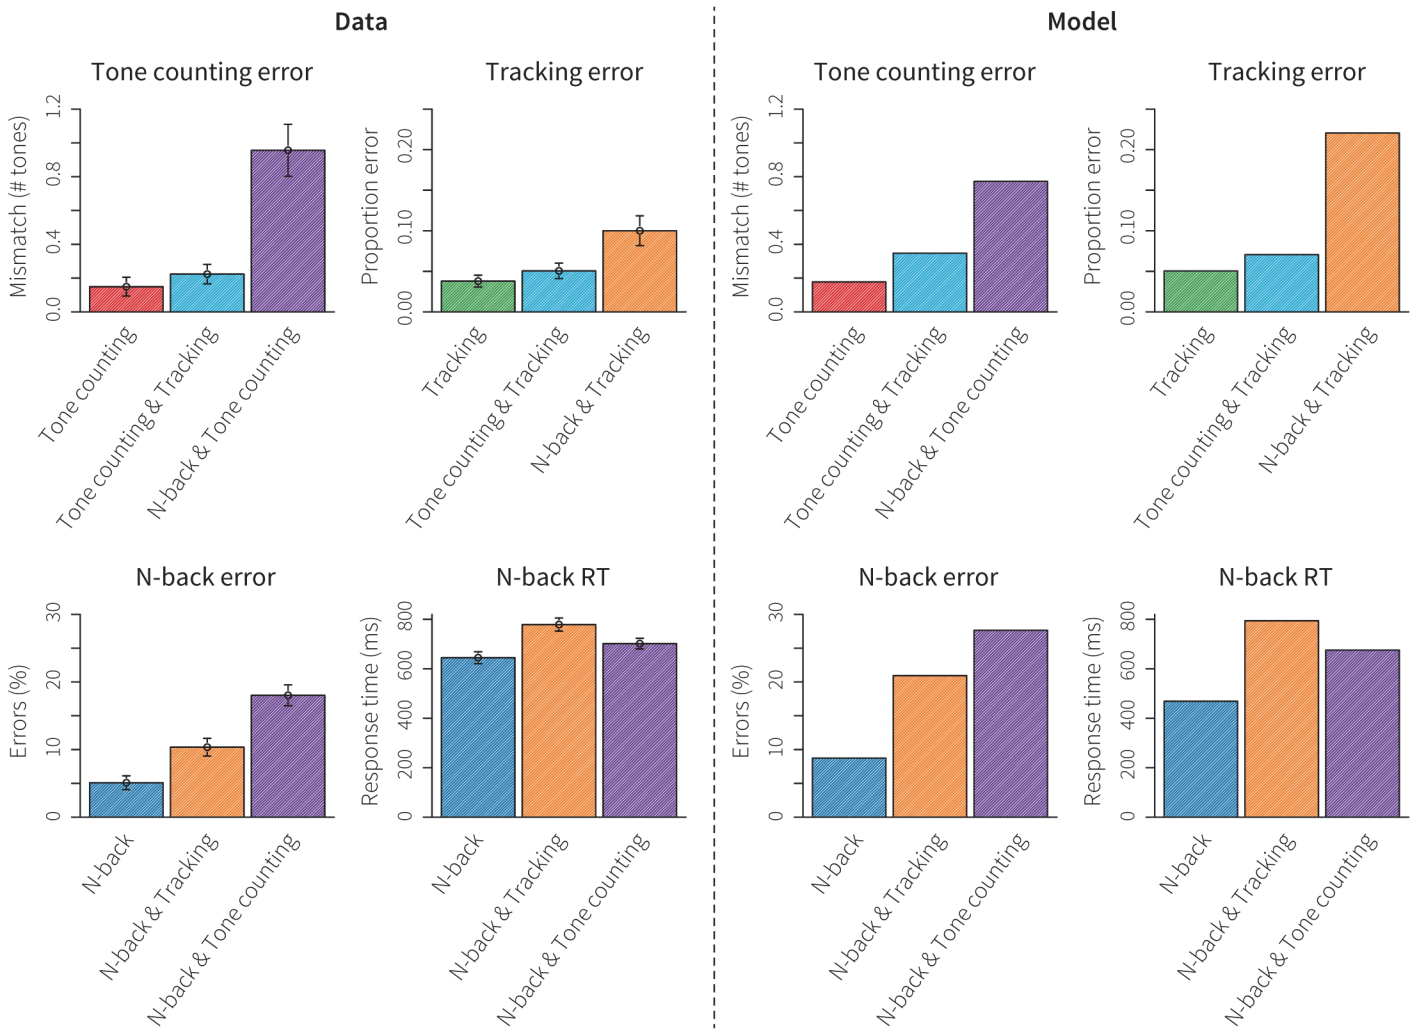 Data
Model
Tone counting error
Mismatch (# tones)
0.0
0.4
0.8
1.2
Tone counting
Tone counting & Tracking
N-back & Tone counting
Tracking error
Proportion error
0.00
0.10
0.20
Tracking
Tone counting & Tracking
N-back & Tracking
Tone counting error
Mismatch (# tones)
0.0
0.4
0.8
1.2
Tone counting
Tone counting & Tracking
N-back & Tone counting
Tracking error
Proportion error
0.00
0.10
0.20
Tracking
Tone counting & Tracking
N-back & Tracking
N-back error
Errors (%)
0
10
20
30
N-back
N-back & Tracking
N-back & Tone counting
N-back RT
Response time (ms)
0
200
400
600
800
N-back
N-back & Tracking
N-back & Tone counting
N-back error
Errors (%)
0
10
20
30
N-back
N-back & Tracking
N-back & Tone counting
N-back RT
Response time (ms)
0
200
400
600
800
N-back
N-back & Tracking
N-back & Tone counting